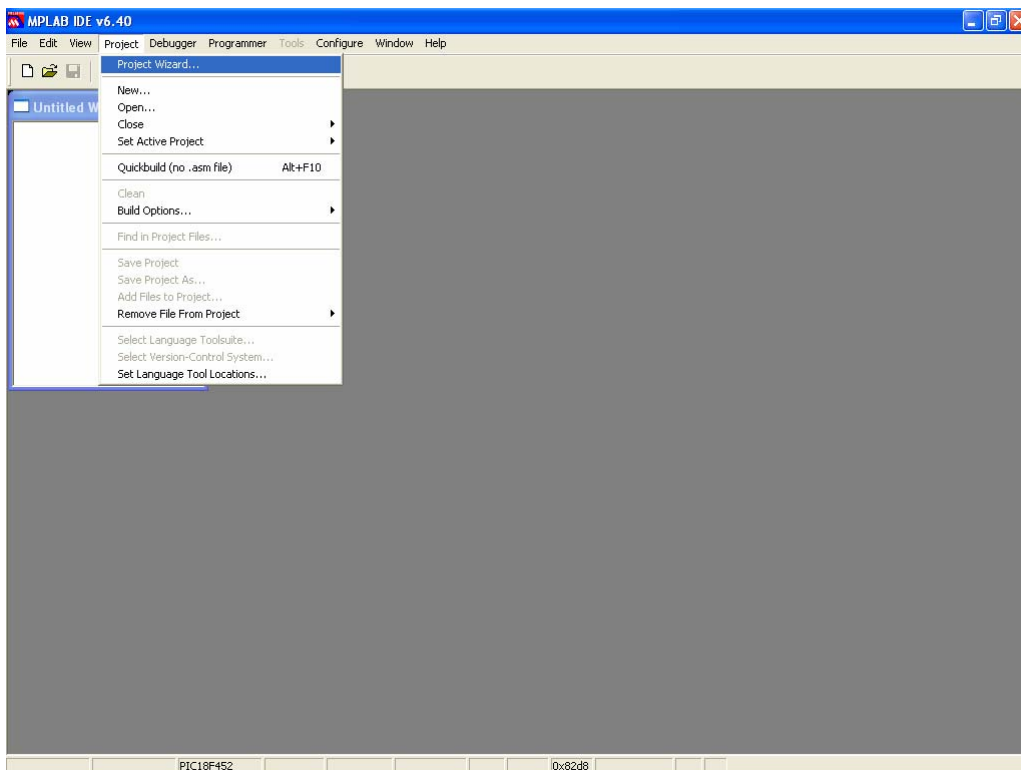 MPLAB IDE v6.40
File Edit View Project Debugger Programmer Tools Configure Window Help
Project Wizard...
Untitled W
New...
Open...
Close
Set Active Project
Quickbuild (no .asm file) Alt+F10
Clean
Build Options...
Find in Project Files...
Save Project
Save Project As...
Add Files to Project...
Remove File From Project
Select Language Toolsuite...
Select Version-Control System...
Set Language Tool Locations...
PIC18F452 0x82d8